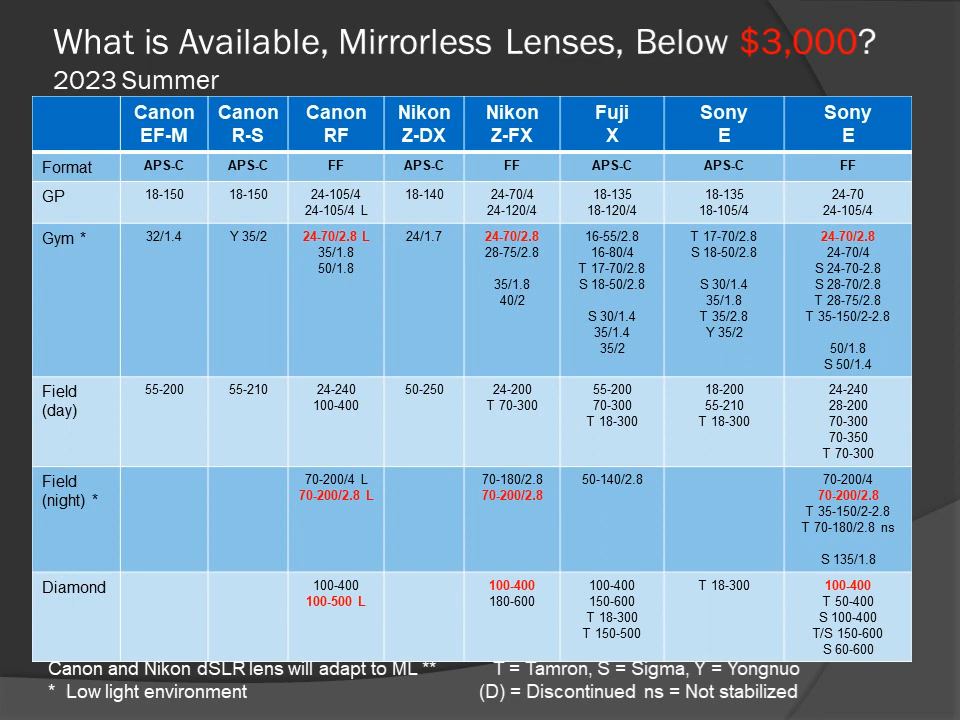 What is Available, Mirrorless Lenses, Below $3,000?
2023 Summer
Canon EF-M Canon R-S Canon RF Nikon Z-DX Nikon Z-FX Fuji X Sony E Sony E
Format APS-C APS-C FF APS-C FF APS-C APS-C FF
GP 18-150 18-150 24-105/4 18-140 24-70/4 18-135 18-135 24-70
24-105/4 L 24-120/4 18-120/4 18-105/4 24-105/4
Gym * 32/1.4 Y 35/2 24-70/2.8 L 24/1.7 24-70/2.8 16-55/2.8 T 17-70/2.8 24-70/2.8
35/1.8 28-75/2.8 16-80/4 S 18-50/2.8 24-70/4
50/1.8 T 17-70/2.8 S 24-70-2.8
35/1.8 S 18-50/2.8 S 30/1.4 S 28-70/2.8
40/2 35/1.8 T 28-75/2.8
S 30/1.4 T 35/2.8 T 35-150/2-2.8
35/1.4 Y 35/2
35/2 50/1.8
S 50/1.4
Field (day) 55-200 55-210 24-240 50-250 24-200 55-200 18-200 24-240
100-400 T 70-300 70-300 55-210 28-200
T 18-300 T 18-300 70-300
70-350
T 70-300
Field (night) * 70-200/4 L 70-180/2.8 50-140/2.8 70-200/4
70-200/2.8 L 70-200/2.8 70-200/2.8
T 35-150/2-2.8
T 70-180/2.8 ns
S 135/1.8
Diamond 100-400 100-400 100-400 T 18-300 100-400
100-500 L 180-600 150-600 T 50-400
T 18-300 S 100-400
T 150-500 T/S 150-600
S 60-600
Canon and Nikon dSLR lens will adapt to ML ** T = Tamron, S = Sigma, Y = Yongnuo
* Low light environment (D) = Discontinued ns = Not stabilized